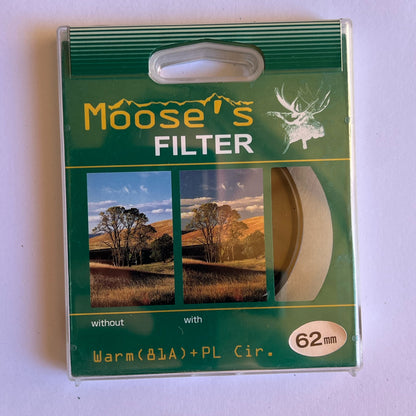 Moose's
FILTER
without with
62mm
Warm(81A)+PL Cir.